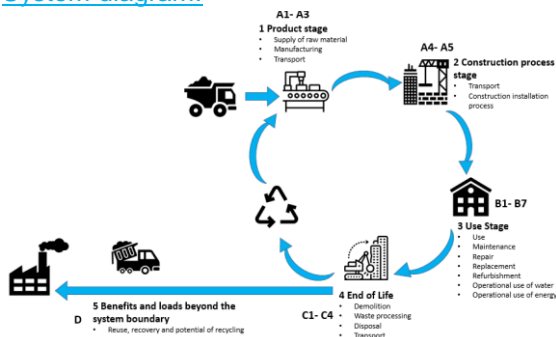 System diagram:
A1- A3
1 Product stage
• Supply of raw material
• Manufacturing
• Transport
A4- A5
2 Construction process
stage
• Transport
• Construction installation
process
B1- B7
3 Use Stage
• Use
• Maintenance
• Repair
• Replacement
• Refurbishment
• Operational use of water
• Operational use of energy
C1- C4
4 End of Life
• Demolition
• Waste processing
• Disposal
• Transport
D
5 Benefits and loads beyond the
system boundary
• Reuse, recovery and potential of recycling